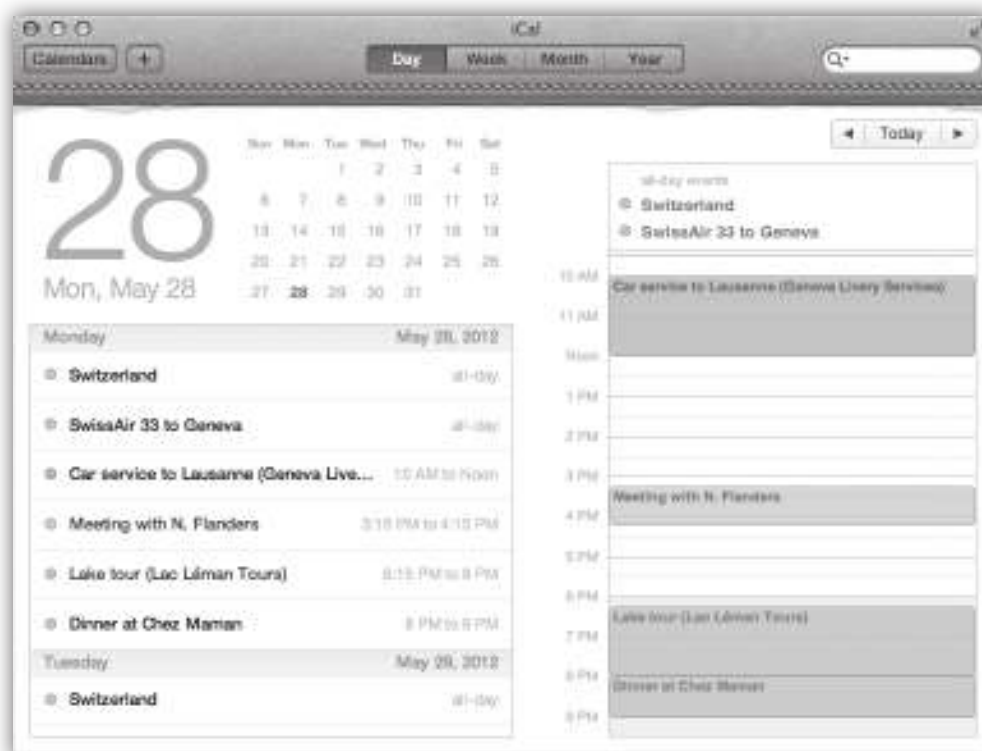 iCal
Calendars + Day Week Month Year
Today
28
Mon, May 28
Sun Mon Tue Wed Thu Fri Sat
1 2 3 4 5
6 7 8 9 10 11 12
13 14 15 16 17 18 19
20 21 22 23 24 25 26
27 28 29 30 31
Monday May 28, 2012
Switzerland all-day
SwissAir 33 to Geneva all-day
Car service to Lausanne (Geneva Live... 10 AM to Noon
Meeting with N. Flanders 3:15 PM to 4:15 PM
Lake tour (Lac Léman Tours) 6:15 PM to 8 PM
Dinner at Chez Maman 8 PM to 9 PM
Tuesday May 29, 2012
Switzerland all-day
all-day events
Switzerland
SwissAir 33 to Geneva
10 AM
Car service to Lausanne (Geneva Livery Services)
11 AM
Noon
1 PM
2 PM
3 PM
Meeting with N. Flanders
4 PM
5 PM
6 PM
Lake tour (Lac Léman Tours)
7 PM
8 PM
Dinner at Chez Maman
9 PM